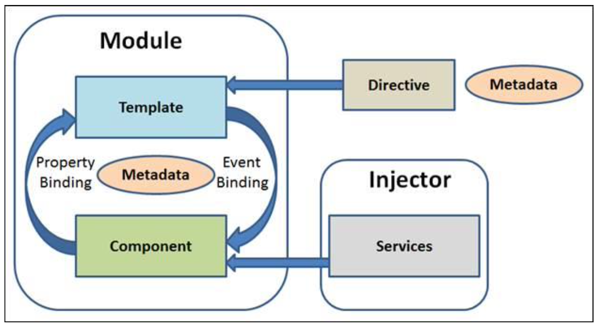 Module
Template
Directive
Metadata
Property
Binding
Metadata
Event
Binding
Injector
Component
Services